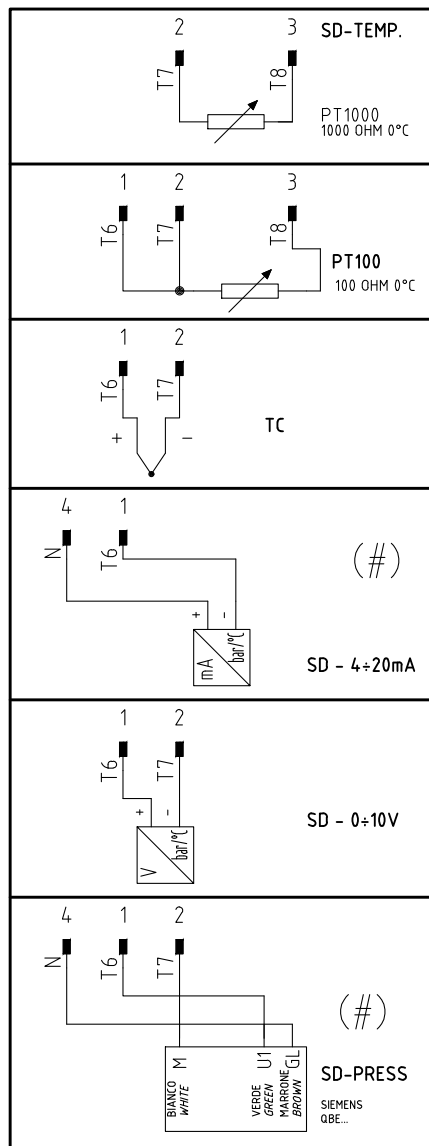 2 3 SD-TEMP.
T7 T8
PT1000
1000 OHM 0°C
1 2 3
T6 T7 T8
PT100
100 OHM 0°C
1 2
T6 T7
+ -
TC
4 1
N T6
(#)
+ -
mA bar/°C
SD - 4÷20mA
1 2
T6 T7
+ -
V bar/°C
SD - 0÷10V
4 1 2
N T6 T7
(#)
M U1 GL
BIANCO
WHITE
VERDE
GREEN
MARRONE
BROWN
SD-PRESS
SIEMENS
QBE...